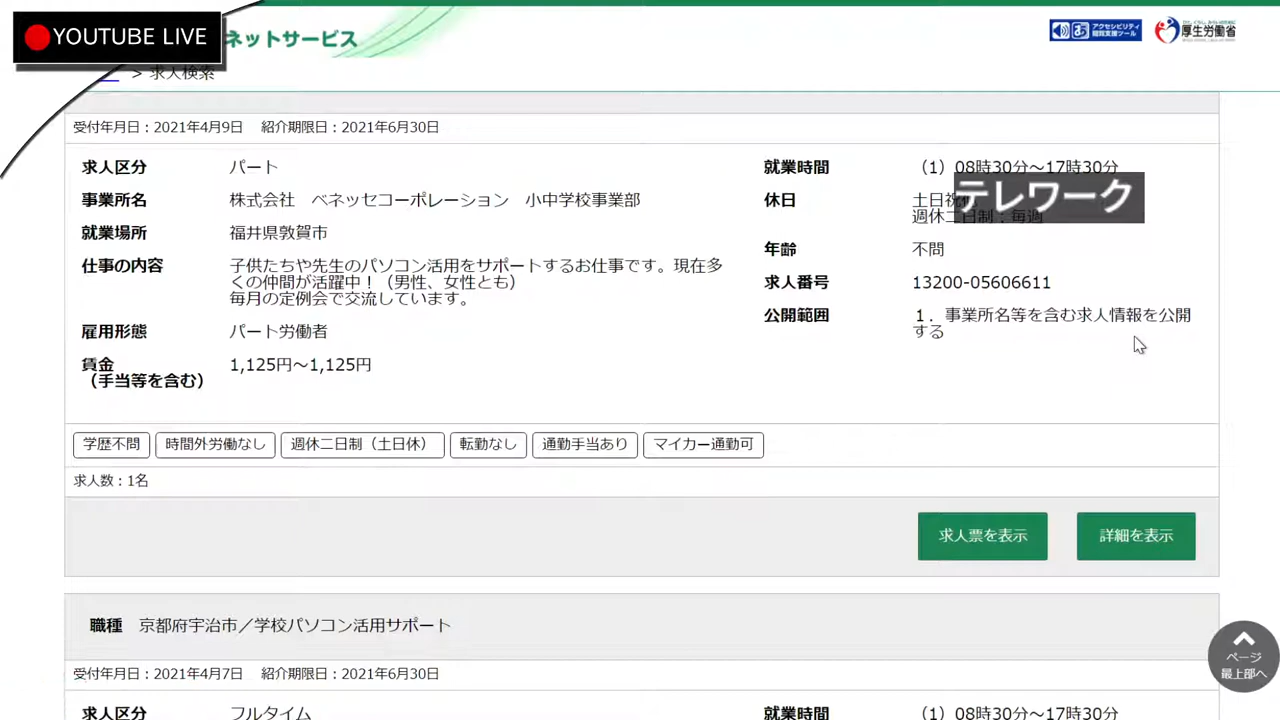 YOUTUBE LIVE
ネットサービス
アクセシビリティ
閲覧支援ツール
厚生労働省
> 求人検索
受付年月日：2021年4月9日 紹介期限日：2021年6月30日
求人区分 パート
事業所名 株式会社 ベネッセコーポレーション 小中学校事業部
就業場所 福井県敦賀市
仕事の内容 子供たちや先生のパソコン活用をサポートするお仕事です。現在多
くの仲間が活躍中！（男性、女性とも）
毎月の定例会で交流しています。
雇用形態 パート労働者
賃金 1,125円～1,125円
（手当等を含む）
就業時間 （1）08時30分～17時30分
テレワーク
休日 土日祝他
週休二日制：毎週
年齢 不問
求人番号 13200-05606611
公開範囲 １．事業所名等を含む求人情報を公開
する
学歴不問 時間外労働なし 週休二日制（土日休） 転勤なし 通勤手当あり マイカー通勤可
求人数：1名
求人票を表示 詳細を表示
職種 京都府宇治市／学校パソコン活用サポート
受付年月日：2021年4月7日 紹介期限日：2021年6月30日
求人区分 フルタイム
就業時間 （1）08時30分～17時30分
ページ
最上部へ